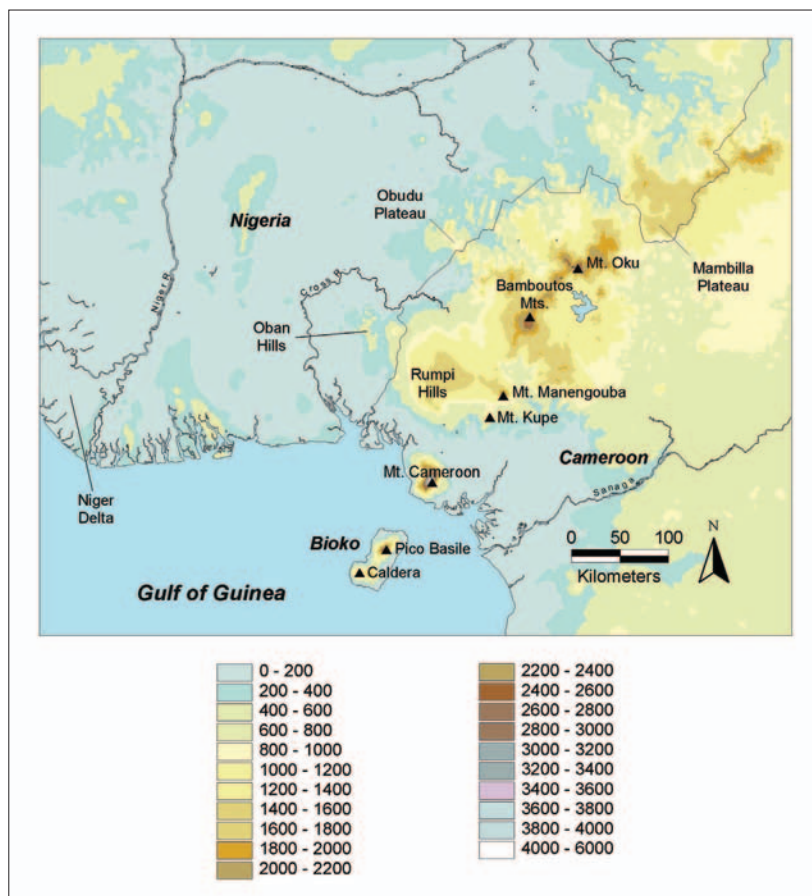 Nigeria
Obudu
Plateau
Cross R.
Niger R.
Mt. Oku
Bamboutos
Mts.
Mambilla
Plateau
Oban
Hills
Rumpi
Hills
Mt. Manengouba
Mt. Kupe
Mt. Cameroon
Cameroon
Sanaga
Niger
Delta
Bioko
Pico Basile
Caldera
Gulf of Guinea
0 50 100
Kilometers
N
0 - 200
200 - 400
400 - 600
600 - 800
800 - 1000
1000 - 1200
1200 - 1400
1400 - 1600
1600 - 1800
1800 - 2000
2000 - 2200
2200 - 2400
2400 - 2600
2600 - 2800
2800 - 3000
3000 - 3200
3200 - 3400
3400 - 3600
3600 - 3800
3800 - 4000
4000 - 6000